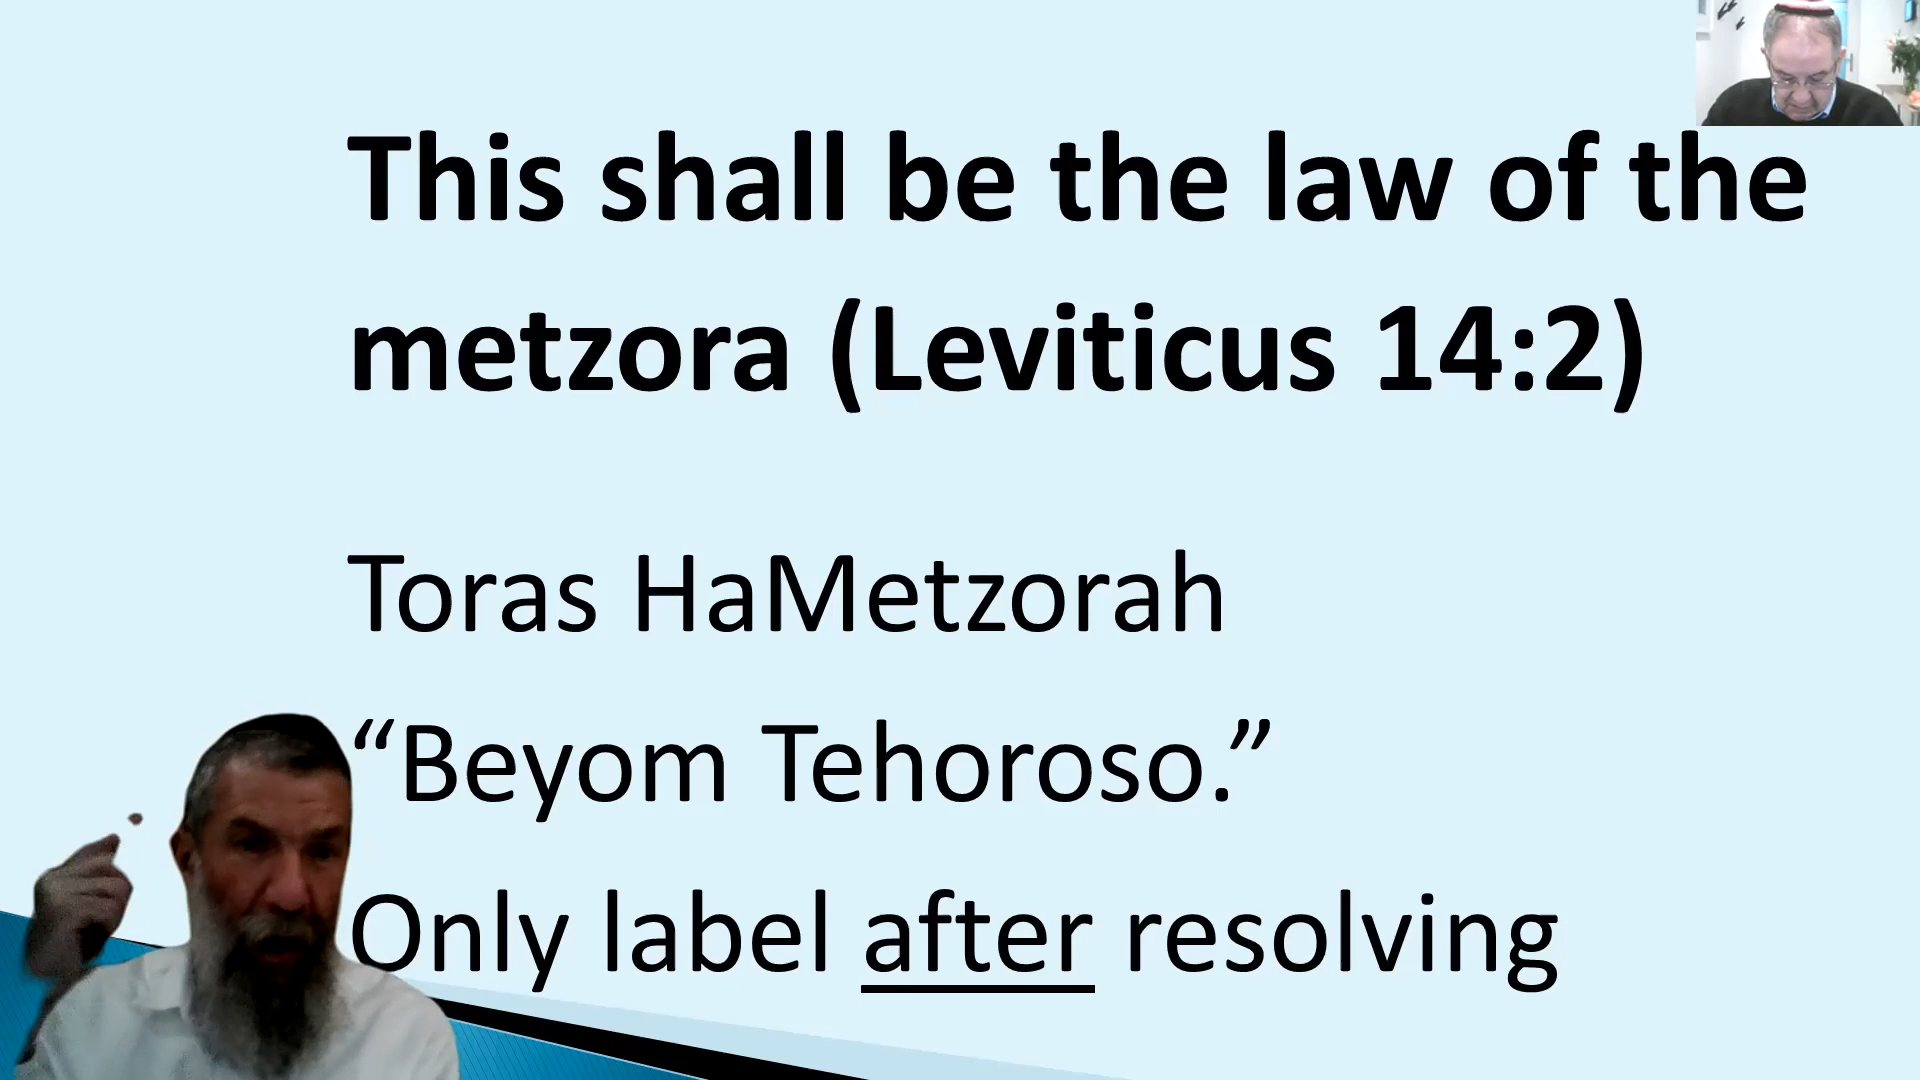 This shall be the law of the
metzora (Leviticus 14:2)
Toras HaMetzorah
“Beyom Tehoroso.”
Only label after resolving